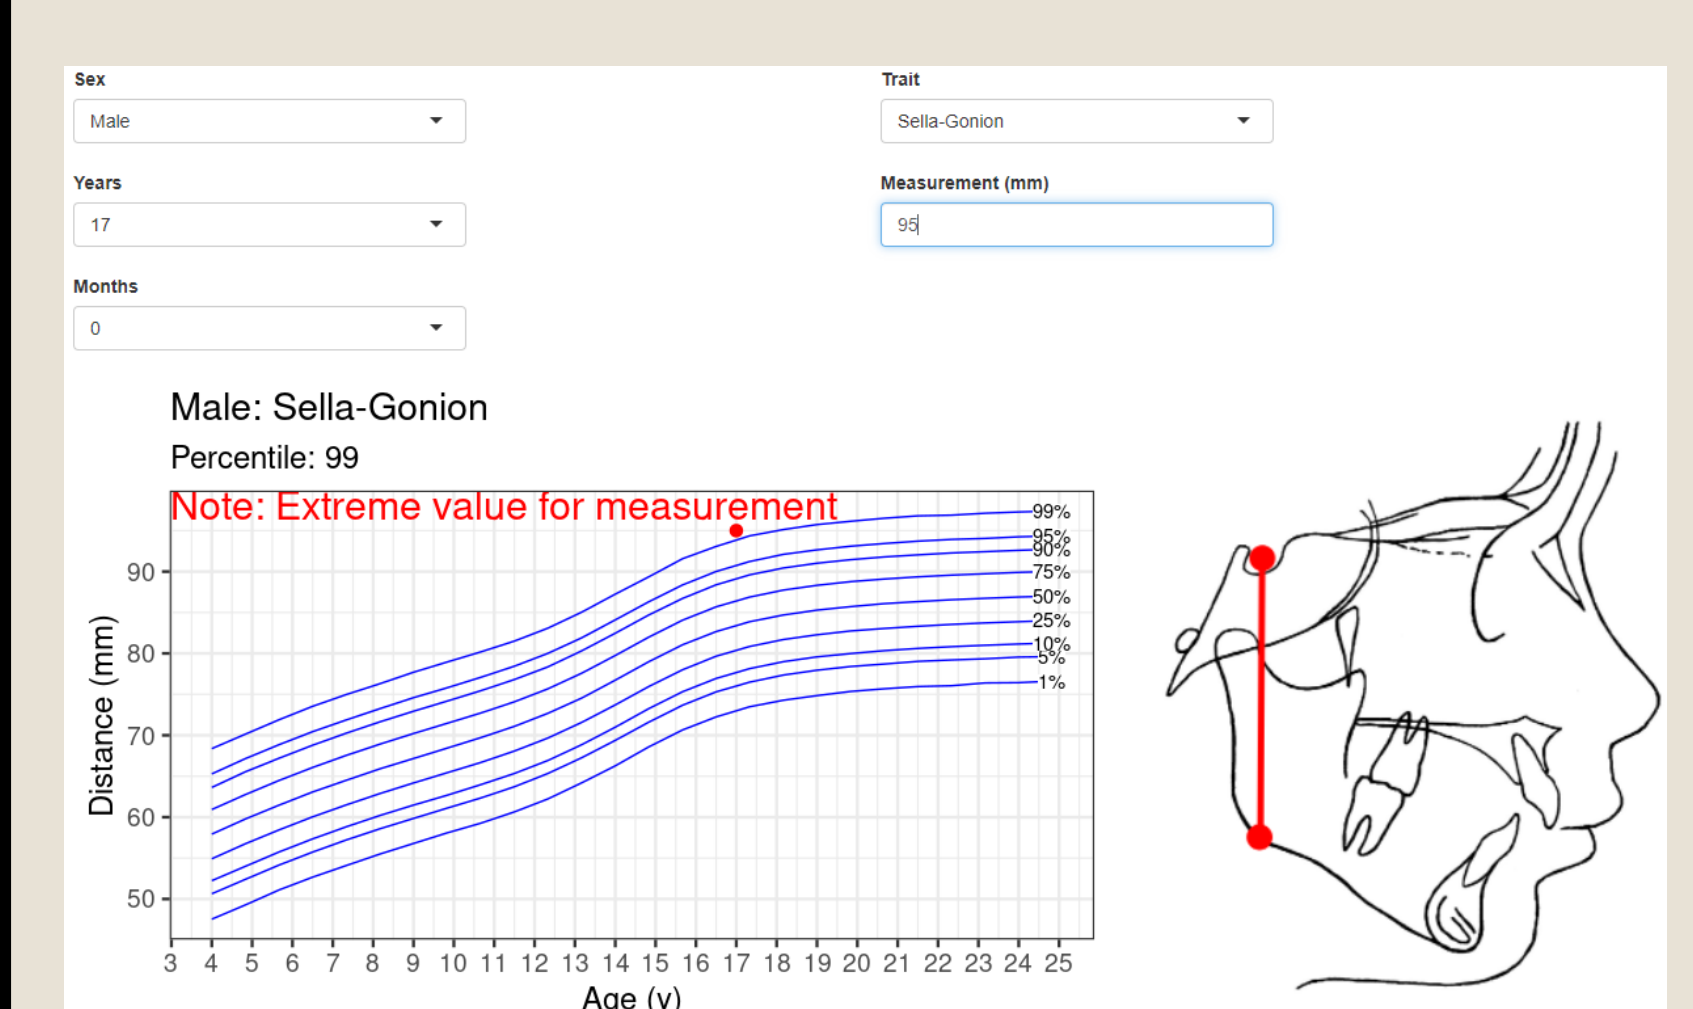 Sex
Trait
Male
Sella-Gonion
Years
Measurement (mm)
17
95
Months
0
Male: Sella-Gonion
Percentile: 99
Note: Extreme value for measurement
99%
95%
90%
75%
50%
25%
10%
5%
1%
Distance (mm)
90
80
70
60
50
3 4 5 6 7 8 9 10 11 12 13 14 15 16 17 18 19 20 21 22 23 24 25
Age (y)